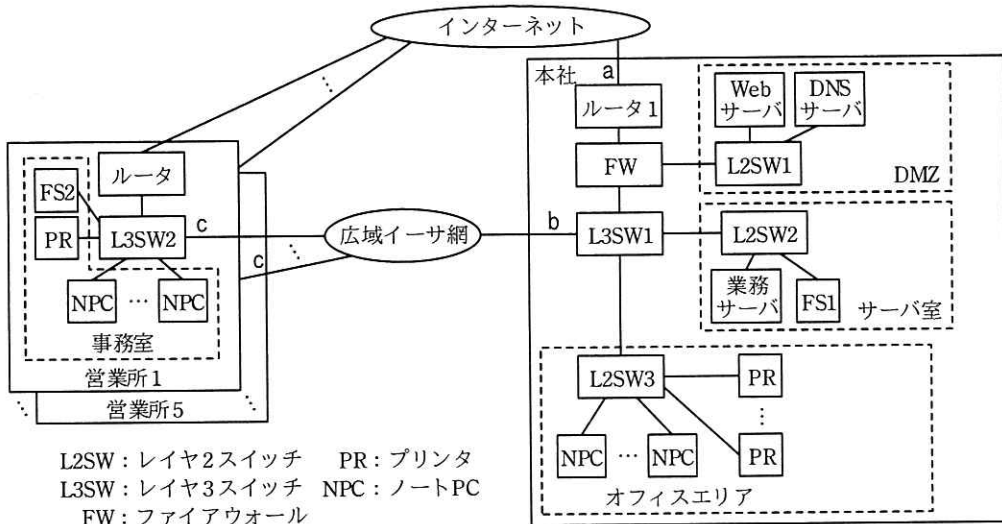 インターネット
本社
a
ルータ1
Web
サーバ
DNS
サーバ
FW
L2SW1
DMZ
ルータ
FS2
PR
L3SW2
c
広域イーサ網
b
L3SW1
L2SW2
c
NPC
…
NPC
業務
サーバ
FS1
サーバ室
事務室
営業所1
営業所5
L2SW3
PR
PR
NPC
…
NPC
オフィスエリア
L2SW:レイヤ2スイッチ PR:プリンタ
L3SW:レイヤ3スイッチ NPC:ノートPC
FW:ファイアウォール